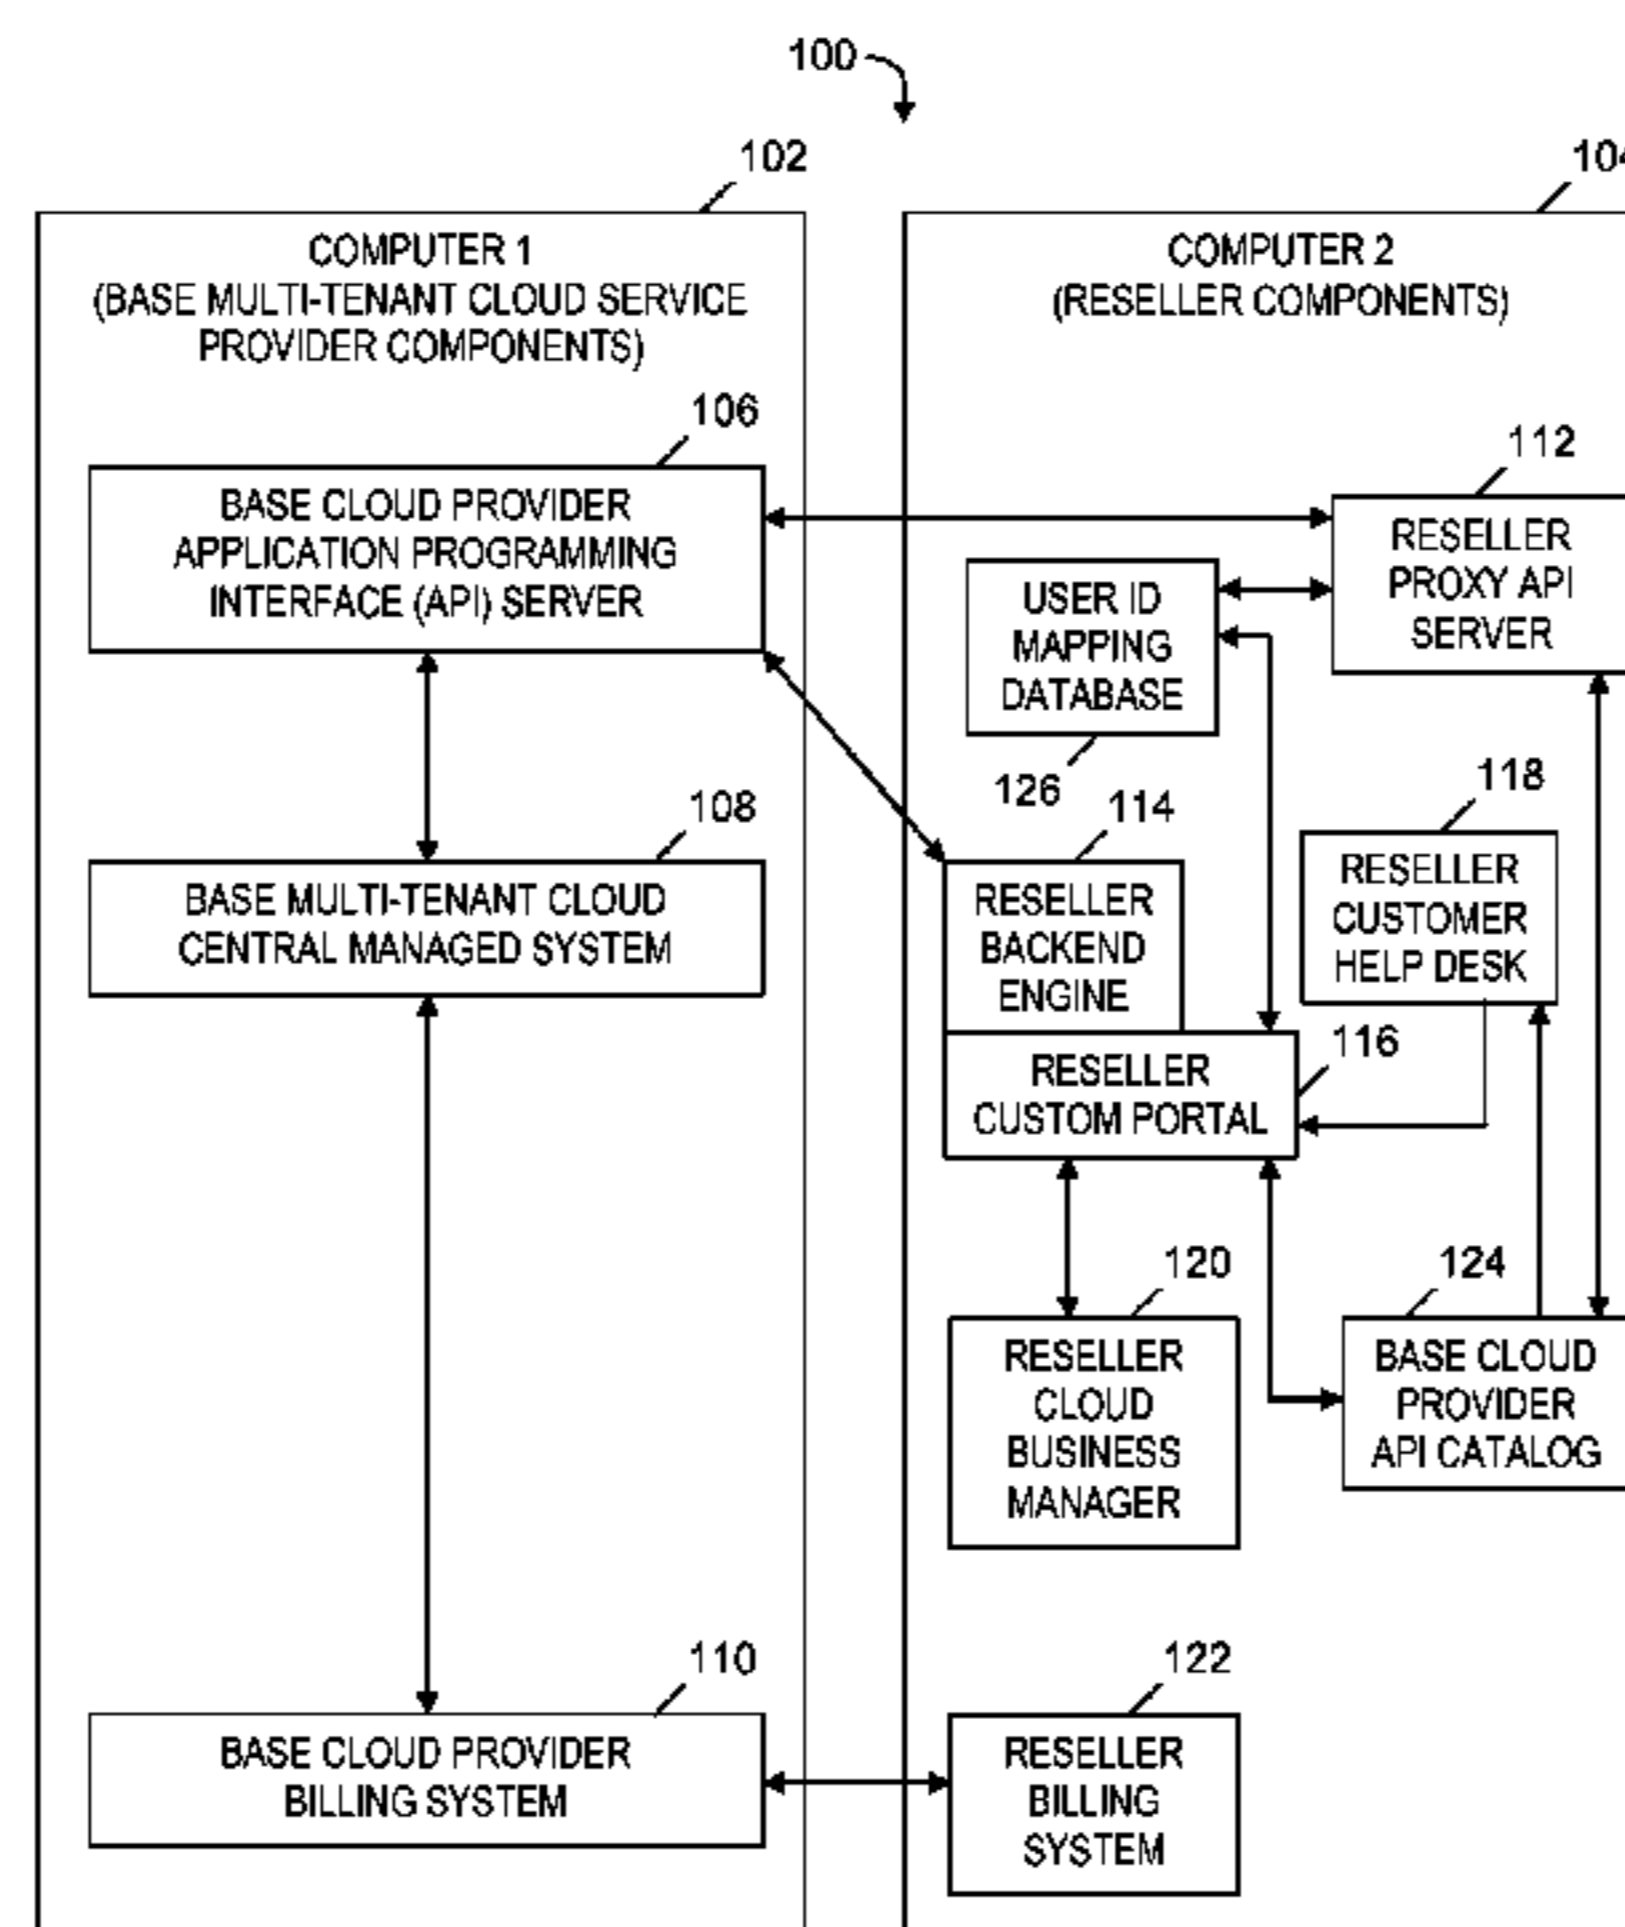 100
102
COMPUTER 1
(BASE MULTI-TENANT CLOUD SERVICE
PROVIDER COMPONENTS)
106
BASE CLOUD PROVIDER
APPLICATION PROGRAMMING
INTERFACE (API) SERVER
108
BASE MULTI-TENANT CLOUD
CENTRAL MANAGED SYSTEM
110
BASE CLOUD PROVIDER
BILLING SYSTEM
104
COMPUTER 2
(RESELLER COMPONENTS)
112
RESELLER
PROXY API
SERVER
USER ID
MAPPING
DATABASE
126
114
RESELLER
BACKEND
ENGINE
118
RESELLER
CUSTOMER
HELP DESK
116
RESELLER
CUSTOM PORTAL
120
RESELLER
CLOUD
BUSINESS
MANAGER
124
BASE CLOUD
PROVIDER
API CATALOG
122
RESELLER
BILLING
SYSTEM